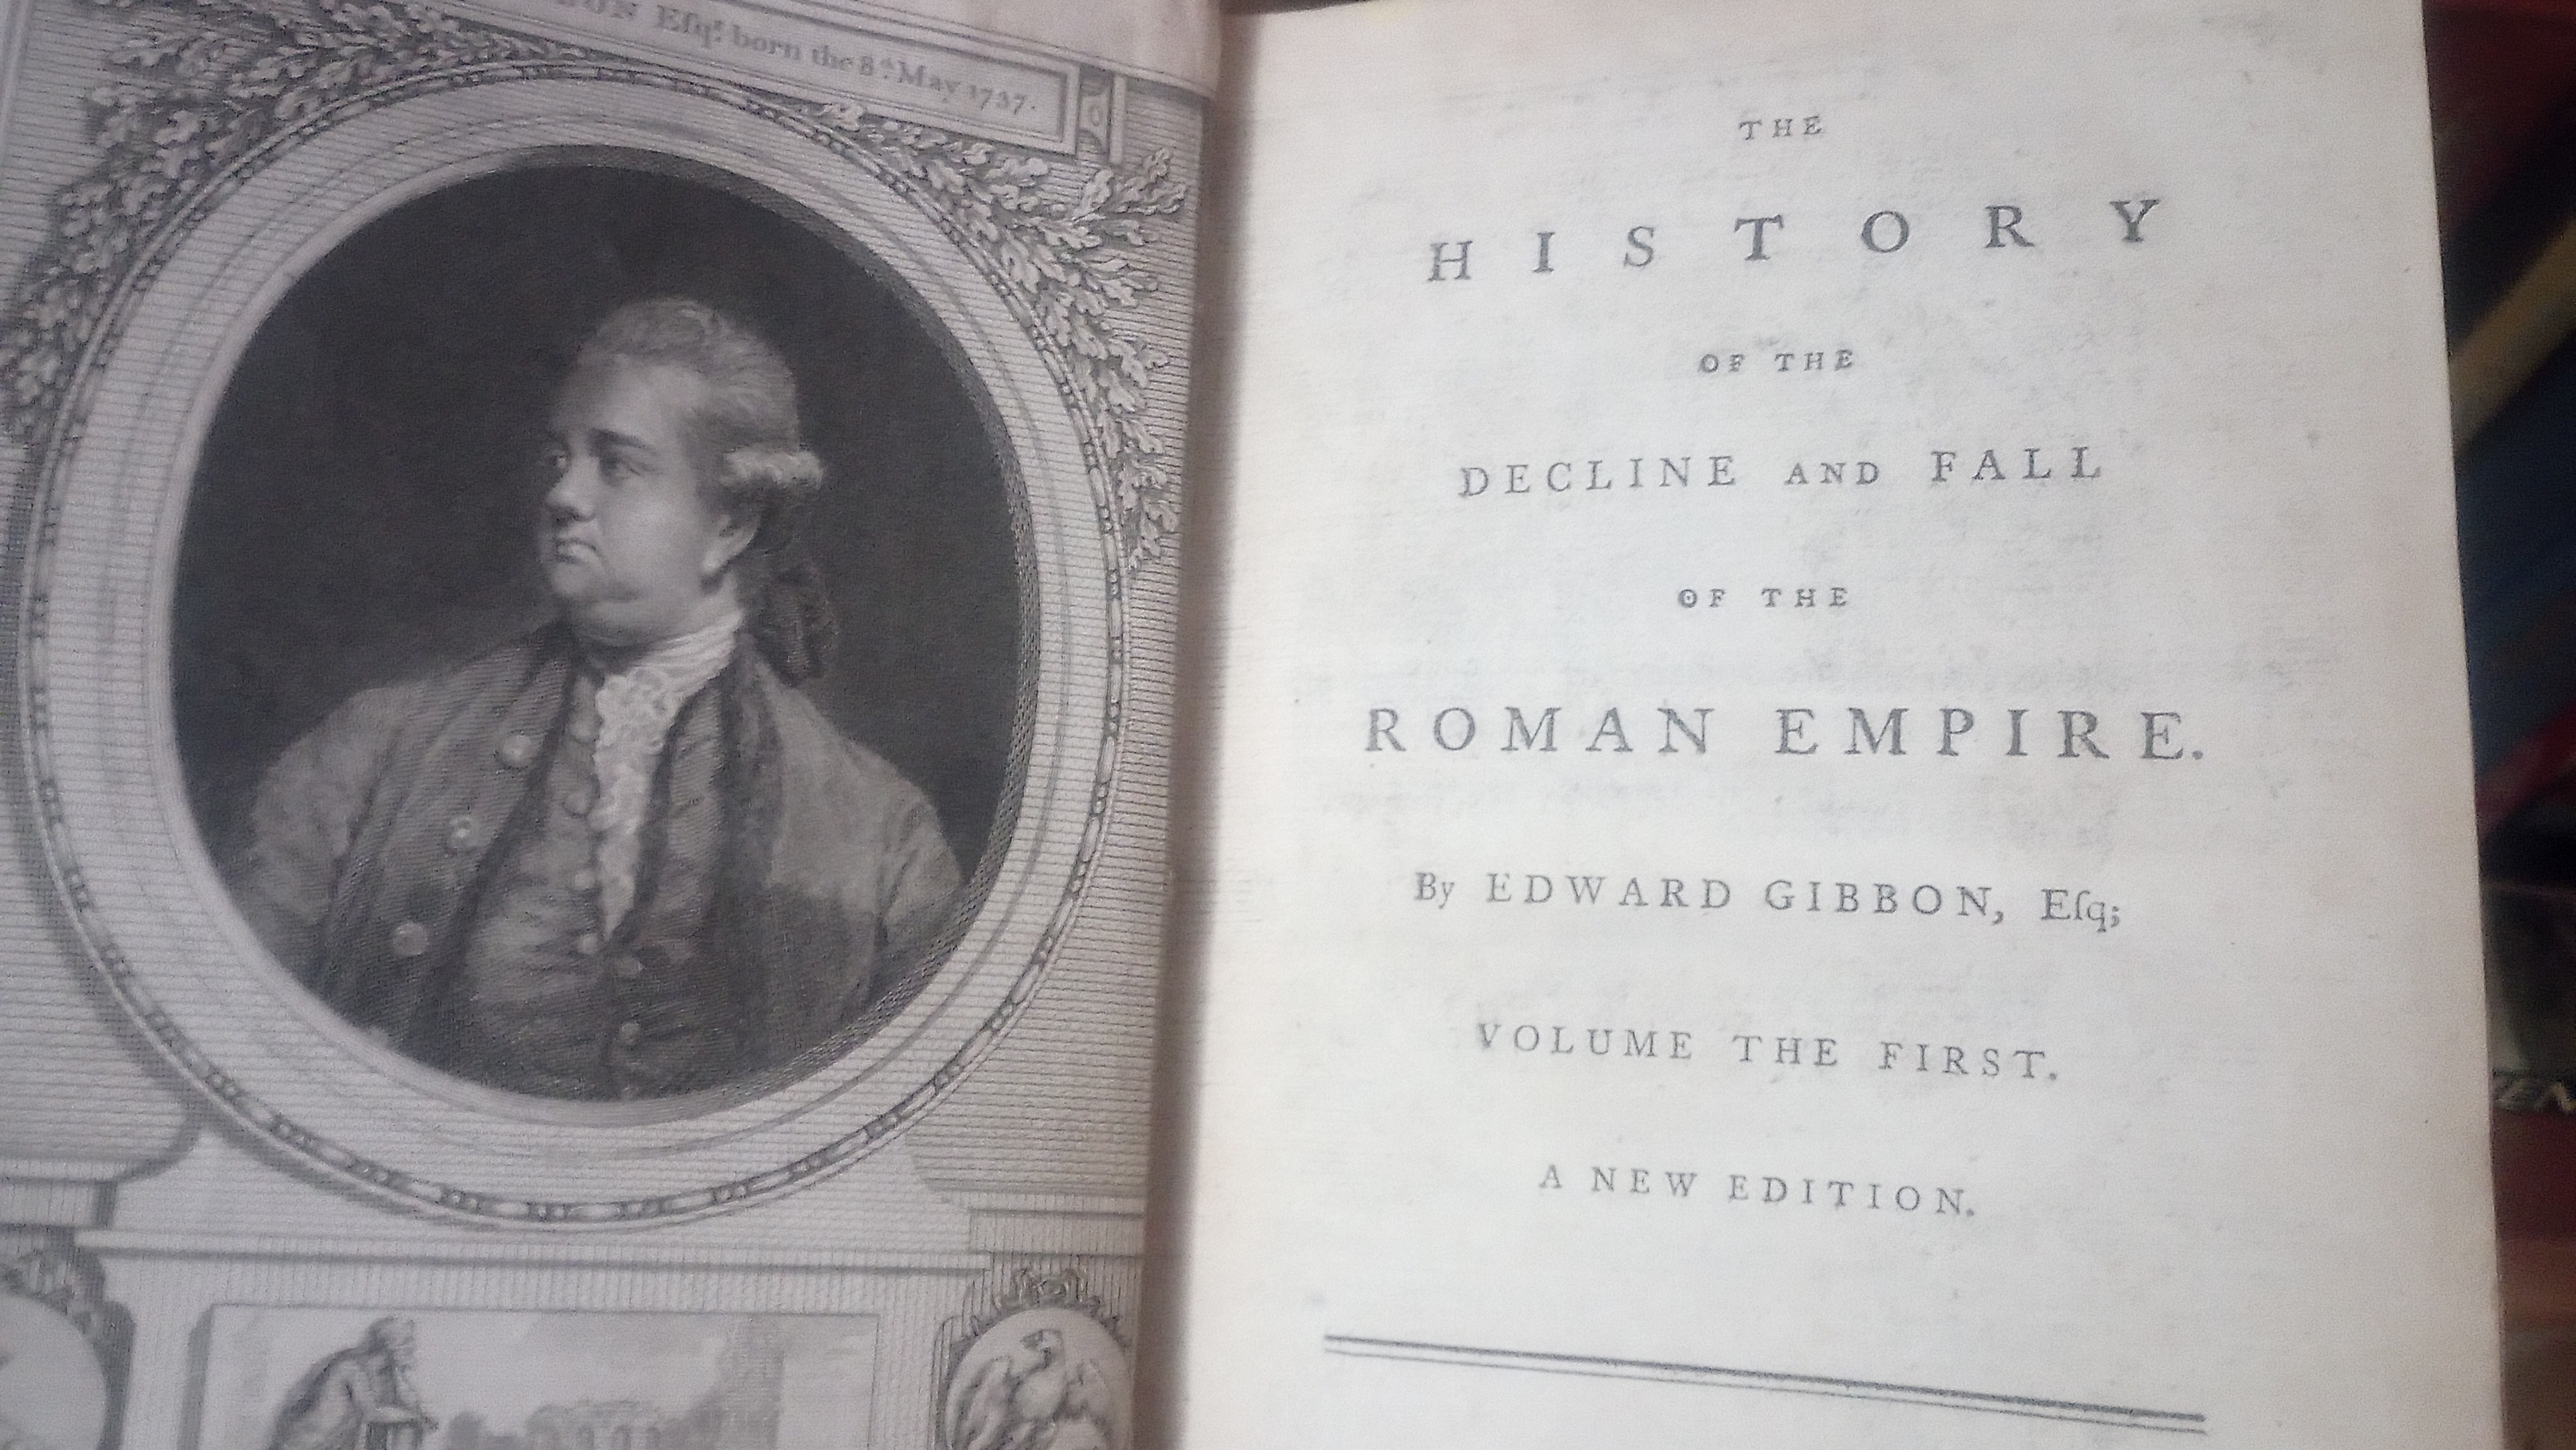 Eſqr. born the 8th. May 1737.
THE
HISTORY
OF THE
DECLINE AND FALL
OF THE
ROMAN EMPIRE.
By EDWARD GIBBON, Eſq;
VOLUME THE FIRST.
A NEW EDITION.